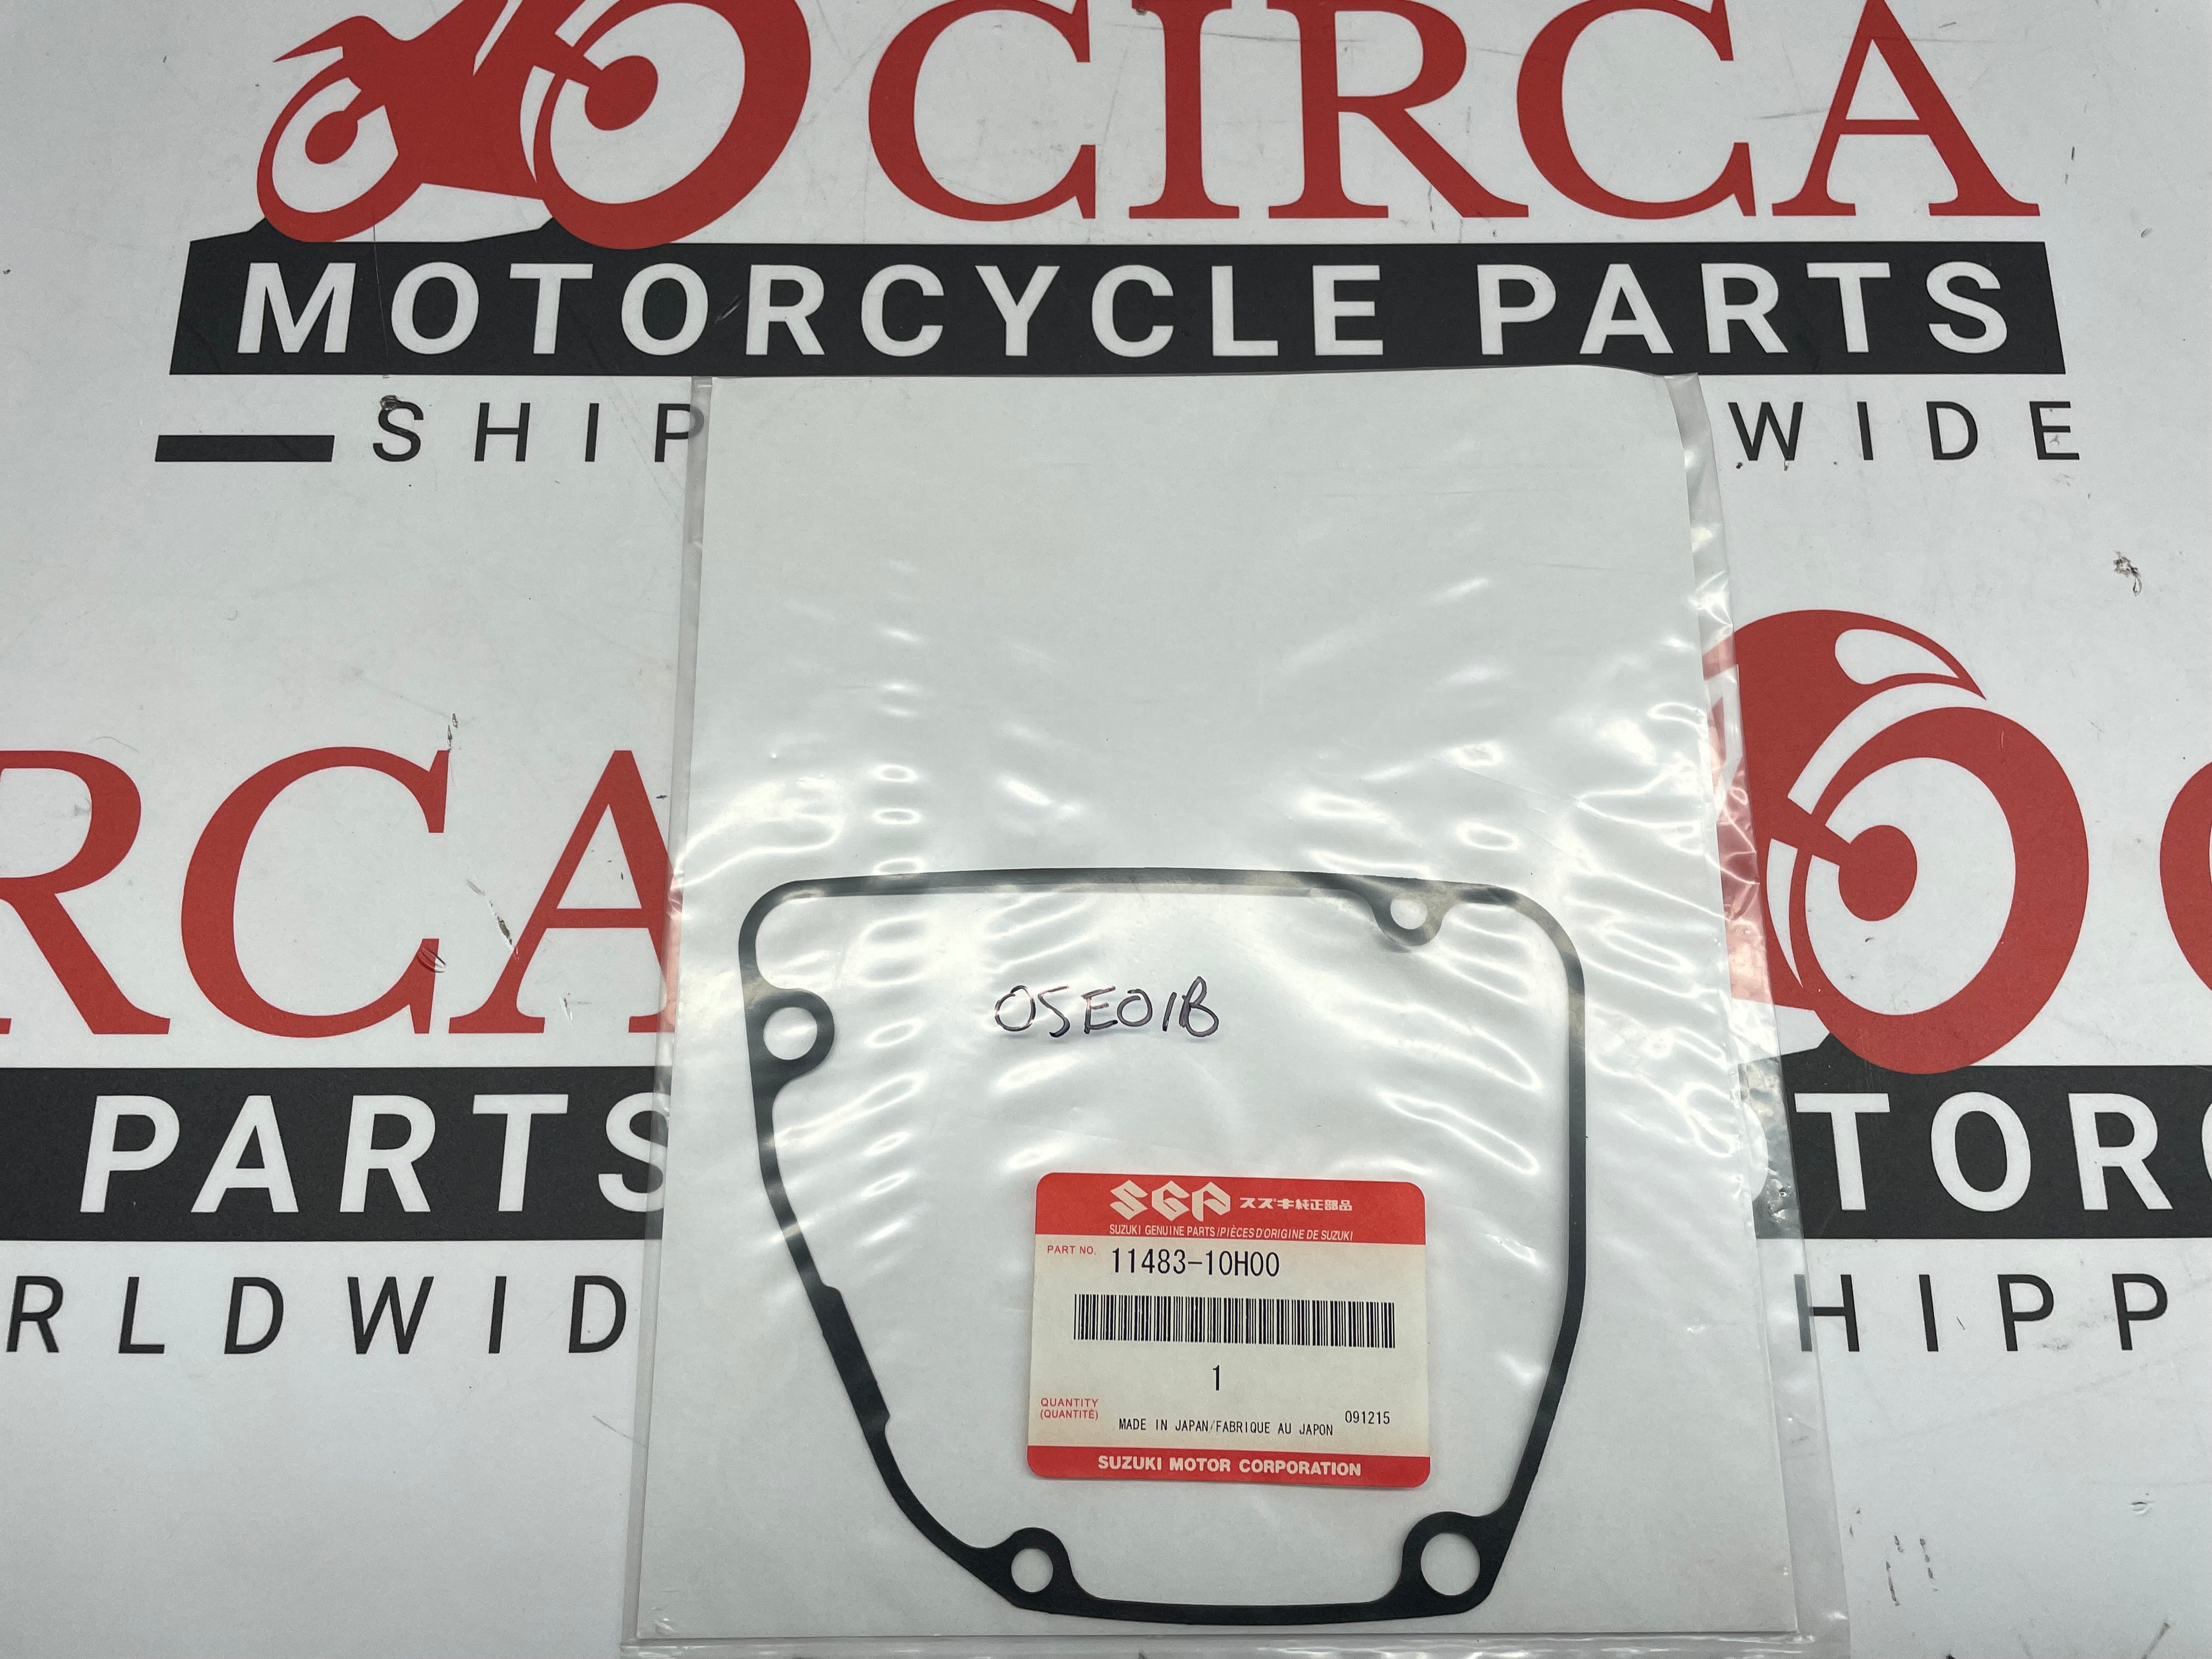 CIRCA
MOTORCYCLE PARTS
SHIP
WIDE
RCA
PARTS
TOR
RLDWID
HIPP
05E01B
SGP スズキ純正部品
SUZUKI GENUINE PARTS/PIÈCES D'ORIGINE DE SUZUKI
PART NO. 11483-10H00
1
QUANTITY
(QUANTITÉ)
MADE IN JAPAN/FABRIQUE AU JAPON 091215
SUZUKI MOTOR CORPORATION